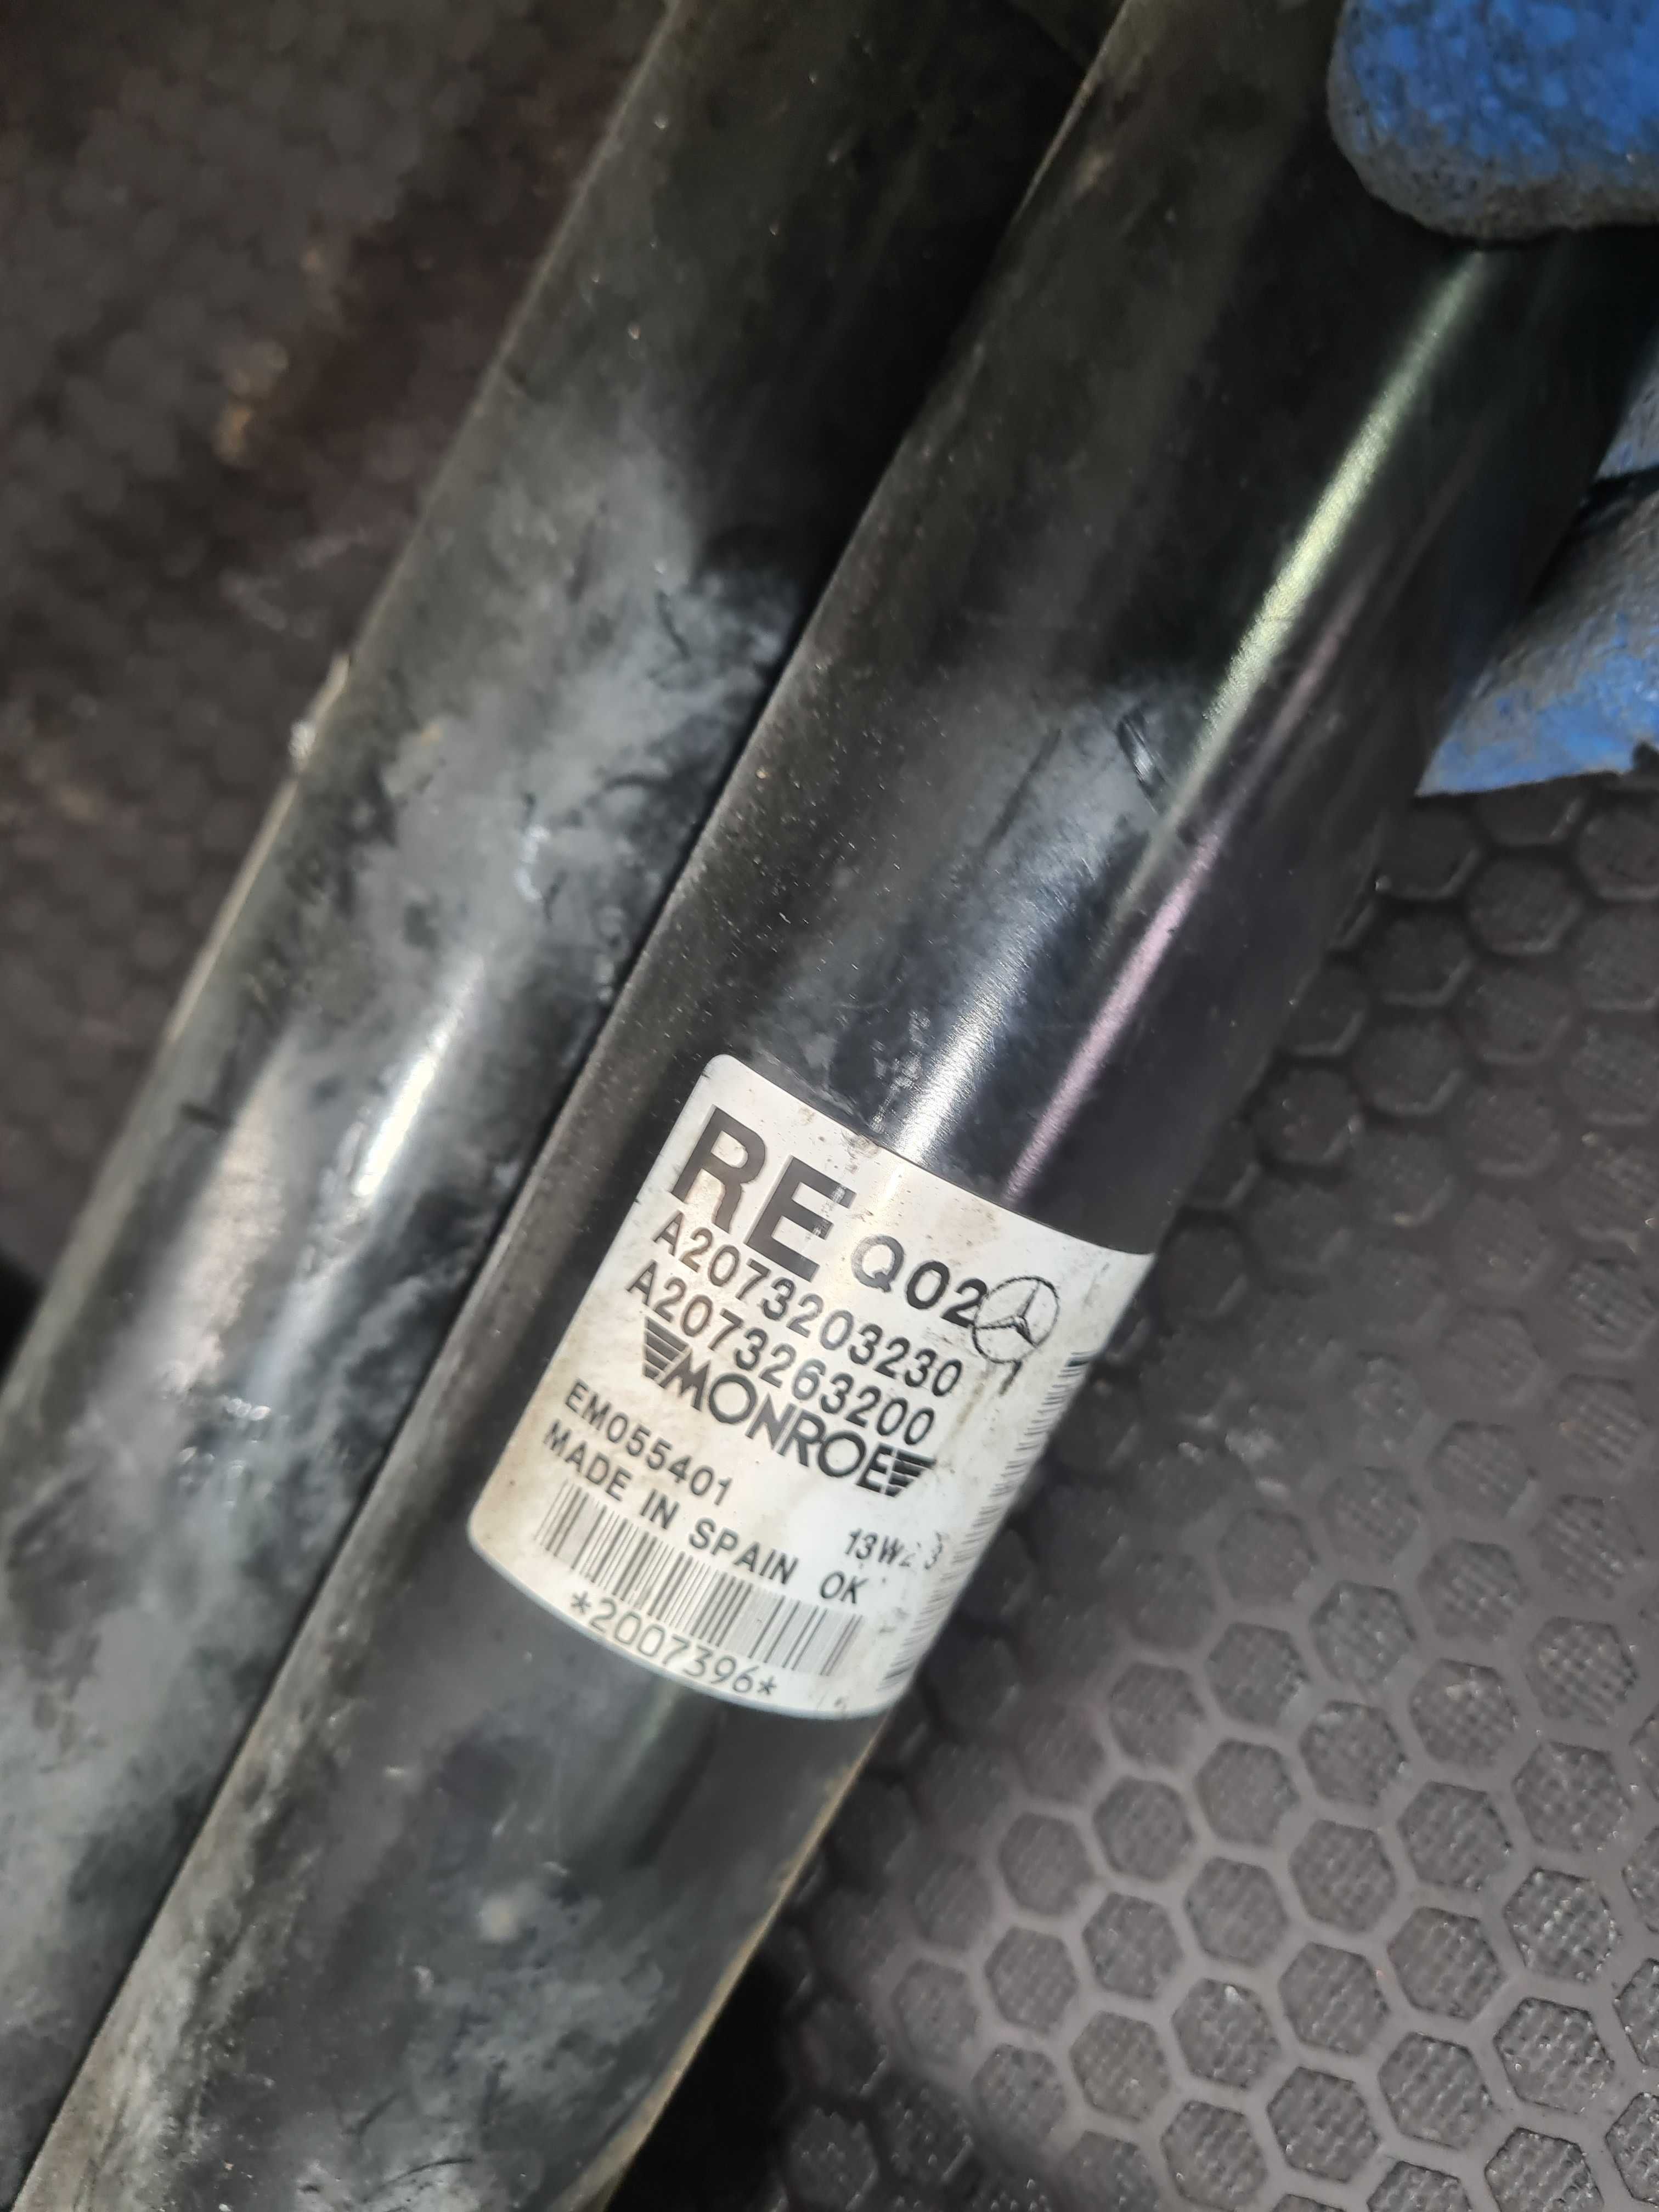 RE Q02
A2073203230
A2073263200
MONROE
EM055401
MADE IN SPAIN OK
*2007396*